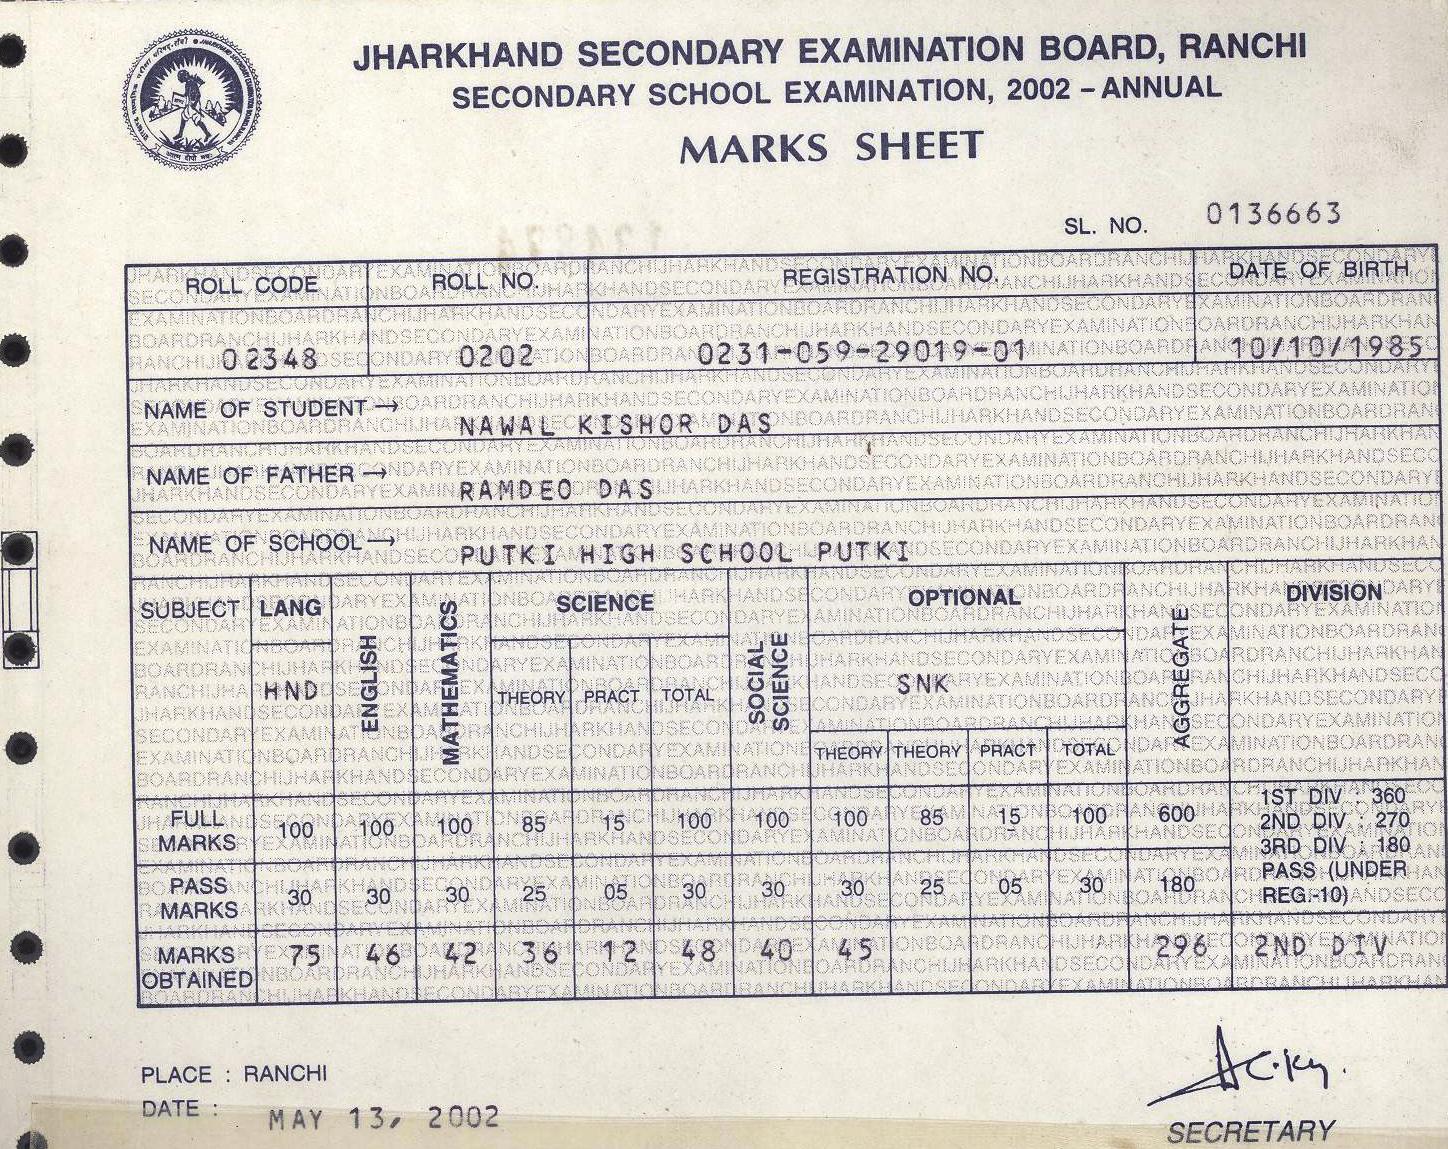 JHARKHAND SECONDARY EXAMINATION BOARD, RANCHI
SECONDARY SCHOOL EXAMINATION, 2002 – ANNUAL
MARKS SHEET
SL. NO. 0136663
ROLL CODE ROLL NO. REGISTRATION NO. DATE OF BIRTH
02348 0202 0231-059-29019-01 10/10/1985
NAME OF STUDENT → NAWAL KISHOR DAS
NAME OF FATHER → RAMDEO DAS
NAME OF SCHOOL → PUTKI HIGH SCHOOL PUTKI
SUBJECT LANG ENGLISH MATHEMATICS SCIENCE SOCIAL SCIENCE OPTIONAL AGGREGATE DIVISION
HND THEORY PRACT TOTAL SNK
THEORY THEORY PRACT TOTAL
FULL MARKS 100 100 100 85 15 100 100 100 85 15 100 600
1ST DIV : 360
2ND DIV : 270
3RD DIV : 180
PASS (UNDER
REG.-10)
PASS MARKS 30 30 30 25 05 30 30 30 25 05 30 180
MARKS OBTAINED 75 46 42 36 12 48 40 45 296 2ND DIV
PLACE : RANCHI
DATE : MAY 13, 2002
SECRETARY